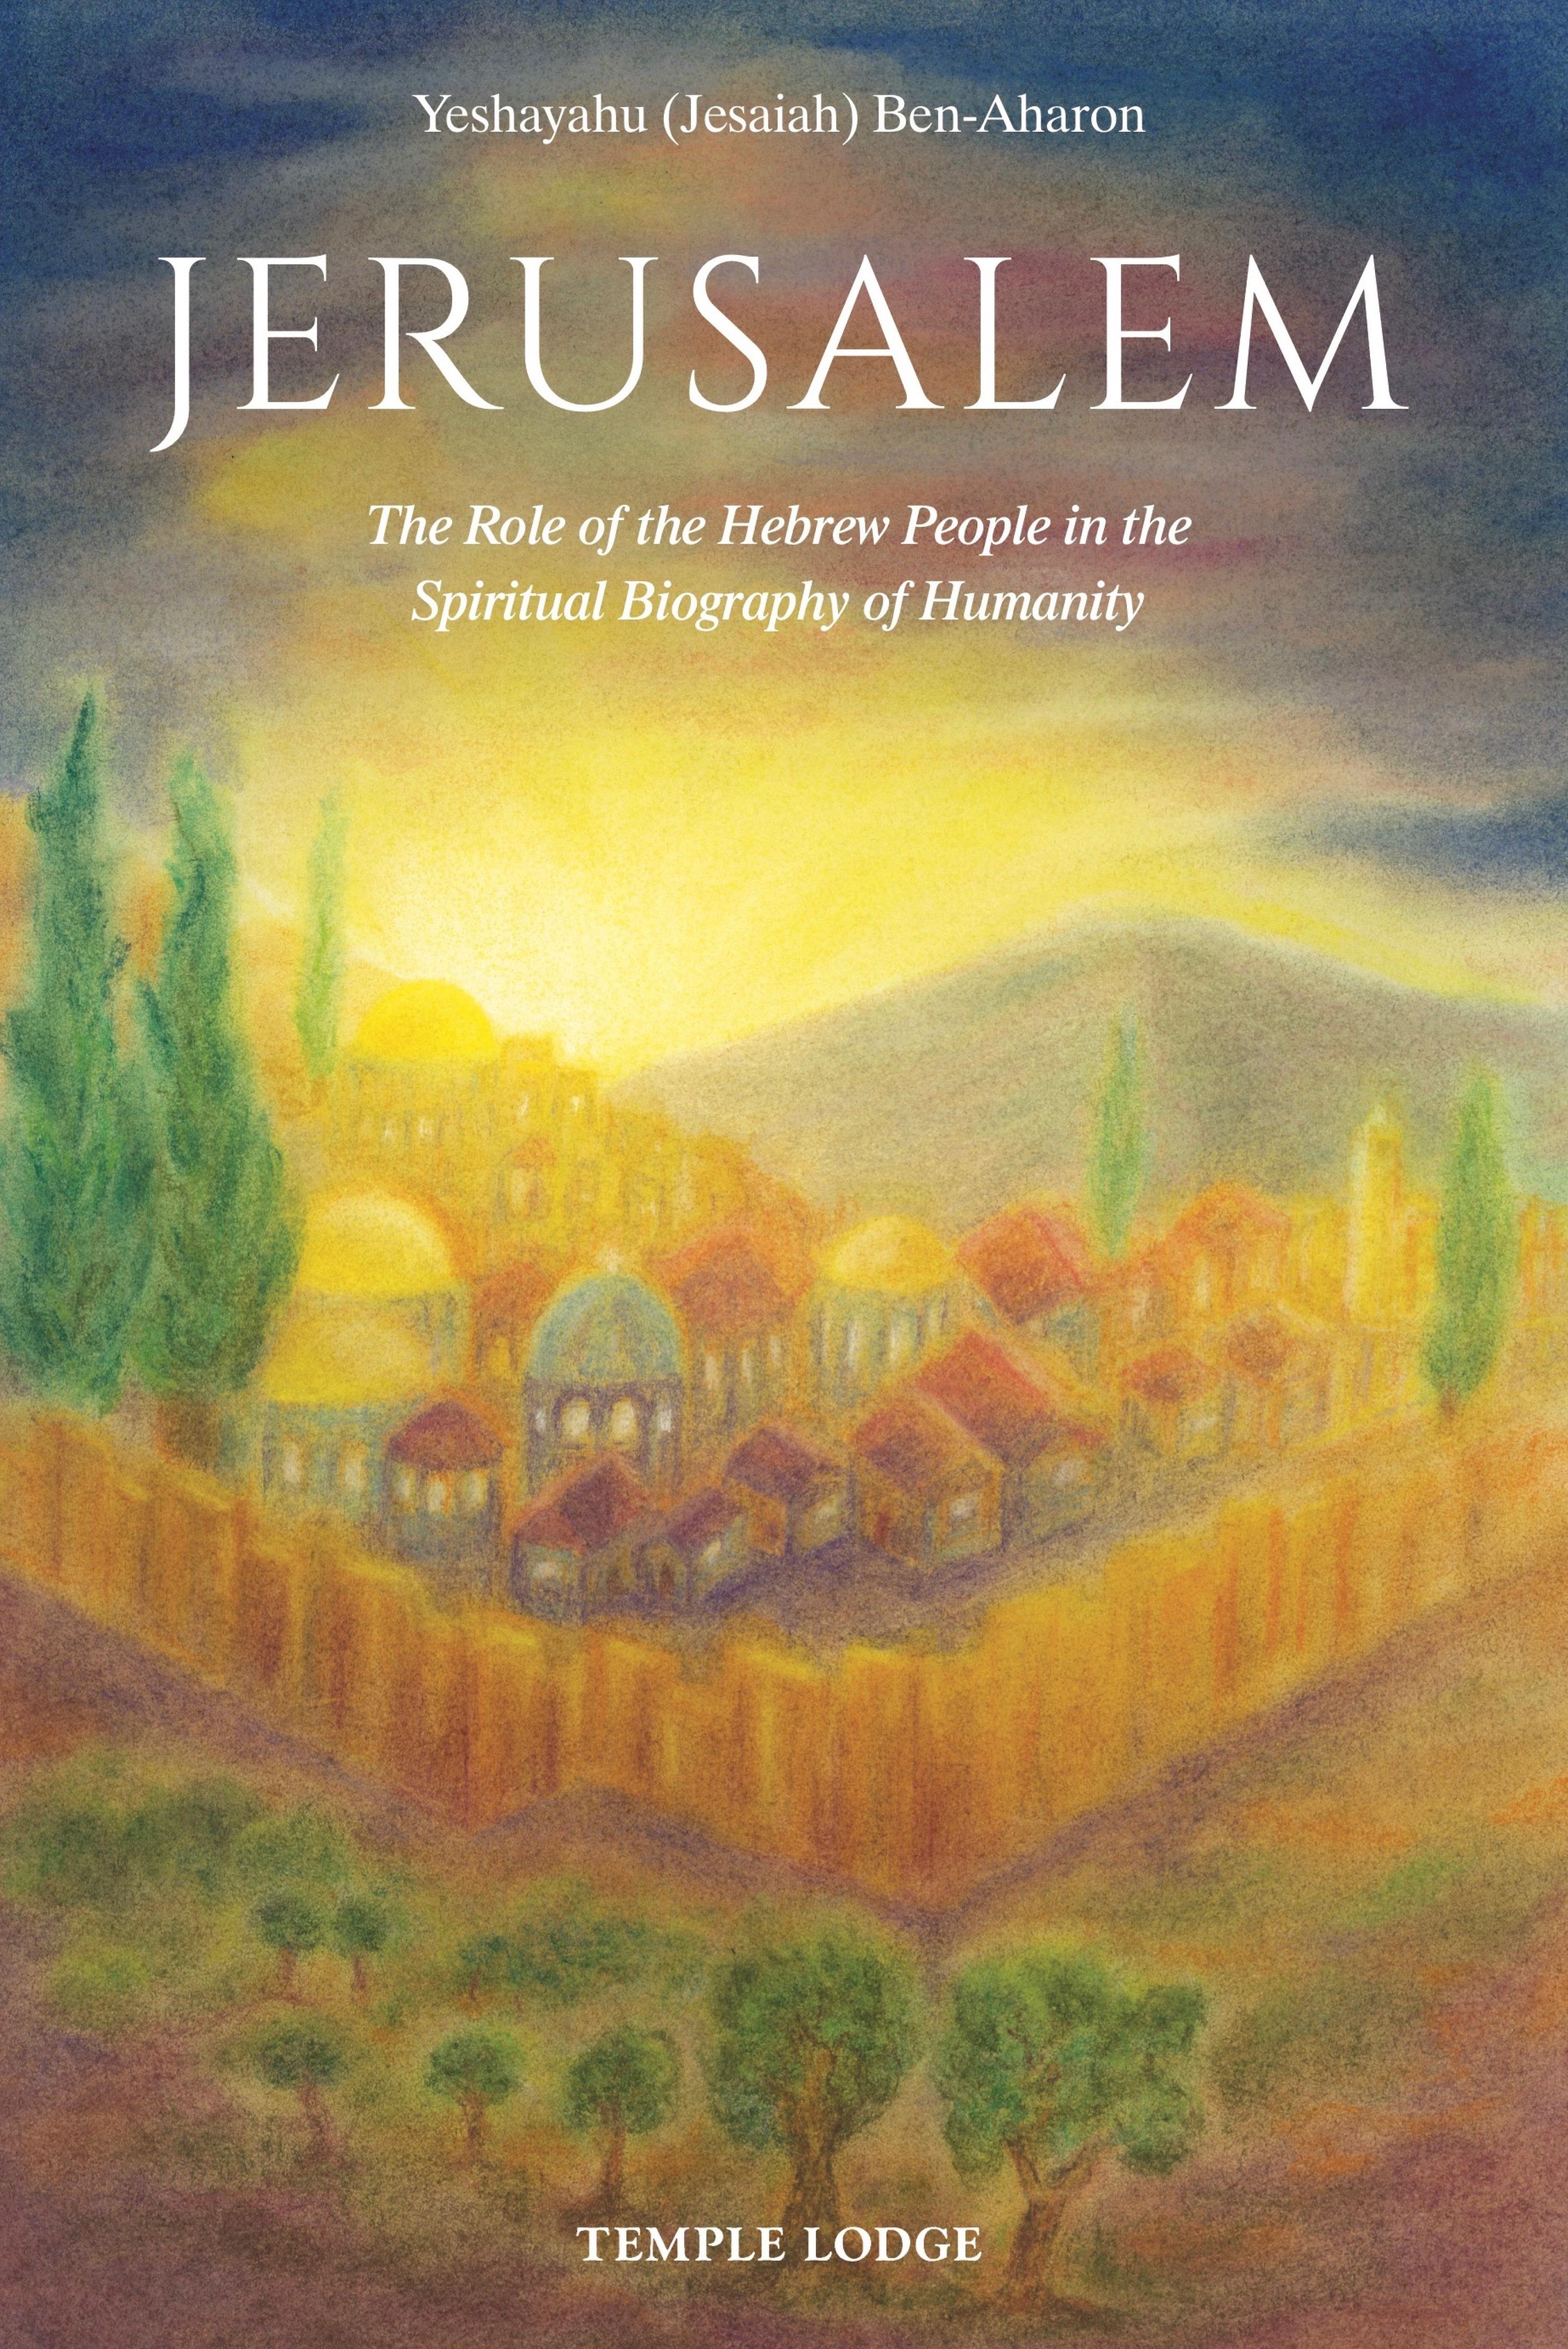 Yeshayahu (Jesaiah) Ben-Aharon
JERUSALEM
The Role of the Hebrew People in the
Spiritual Biography of Humanity
TEMPLE LODGE